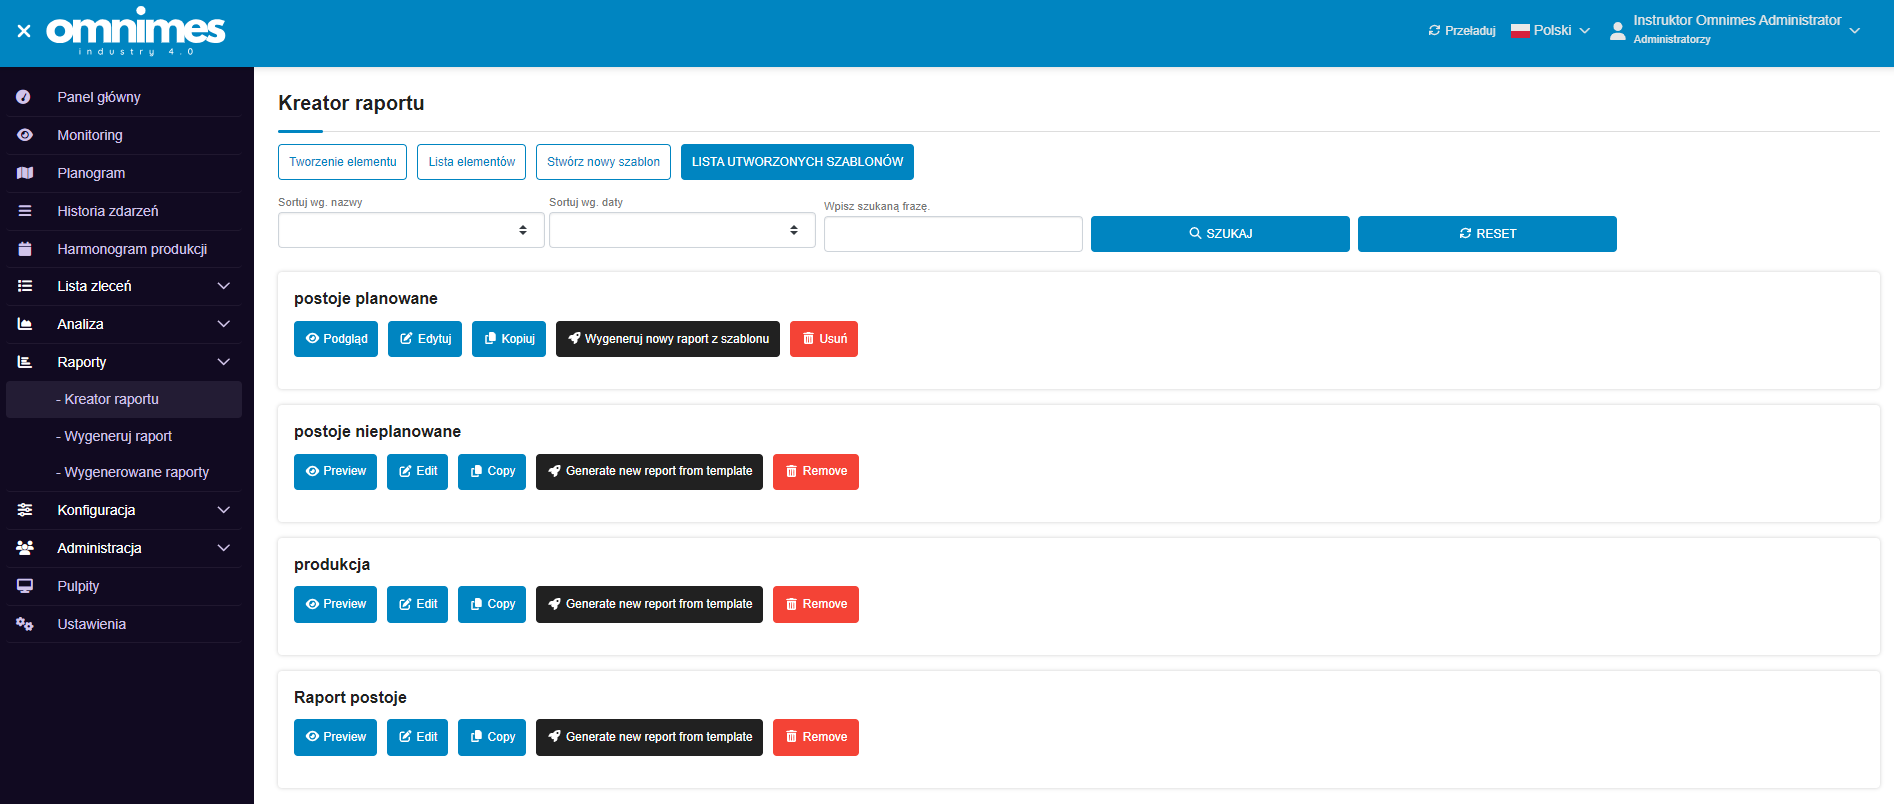 omnimes
industry 4.0
Przeładuj
Polski
Instruktor Omnimes Administrator
Administratorzy
Panel główny
Monitoring
Planogram
Historia zdarzeń
Harmonogram produkcji
Lista zleceń
Analiza
Raporty
- Kreator raportu
- Wygeneruj raport
- Wygenerowane raporty
Konfiguracja
Administracja
Pulpity
Ustawienia
Kreator raportu
Tworzenie elementu
Lista elementów
Stwórz nowy szablon
LISTA UTWORZONYCH SZABLONÓW
Sortuj wg. nazwy
Sortuj wg. daty
Wpisz szukaną frazę.
SZUKAJ
RESET
postoje planowane
Podgląd
Edytuj
Kopiuj
Wygeneruj nowy raport z szablonu
Usuń
postoje nieplanowane
Preview
Edit
Copy
Generate new report from template
Remove
produkcja
Preview
Edit
Copy
Generate new report from template
Remove
Raport postoje
Preview
Edit
Copy
Generate new report from template
Remove